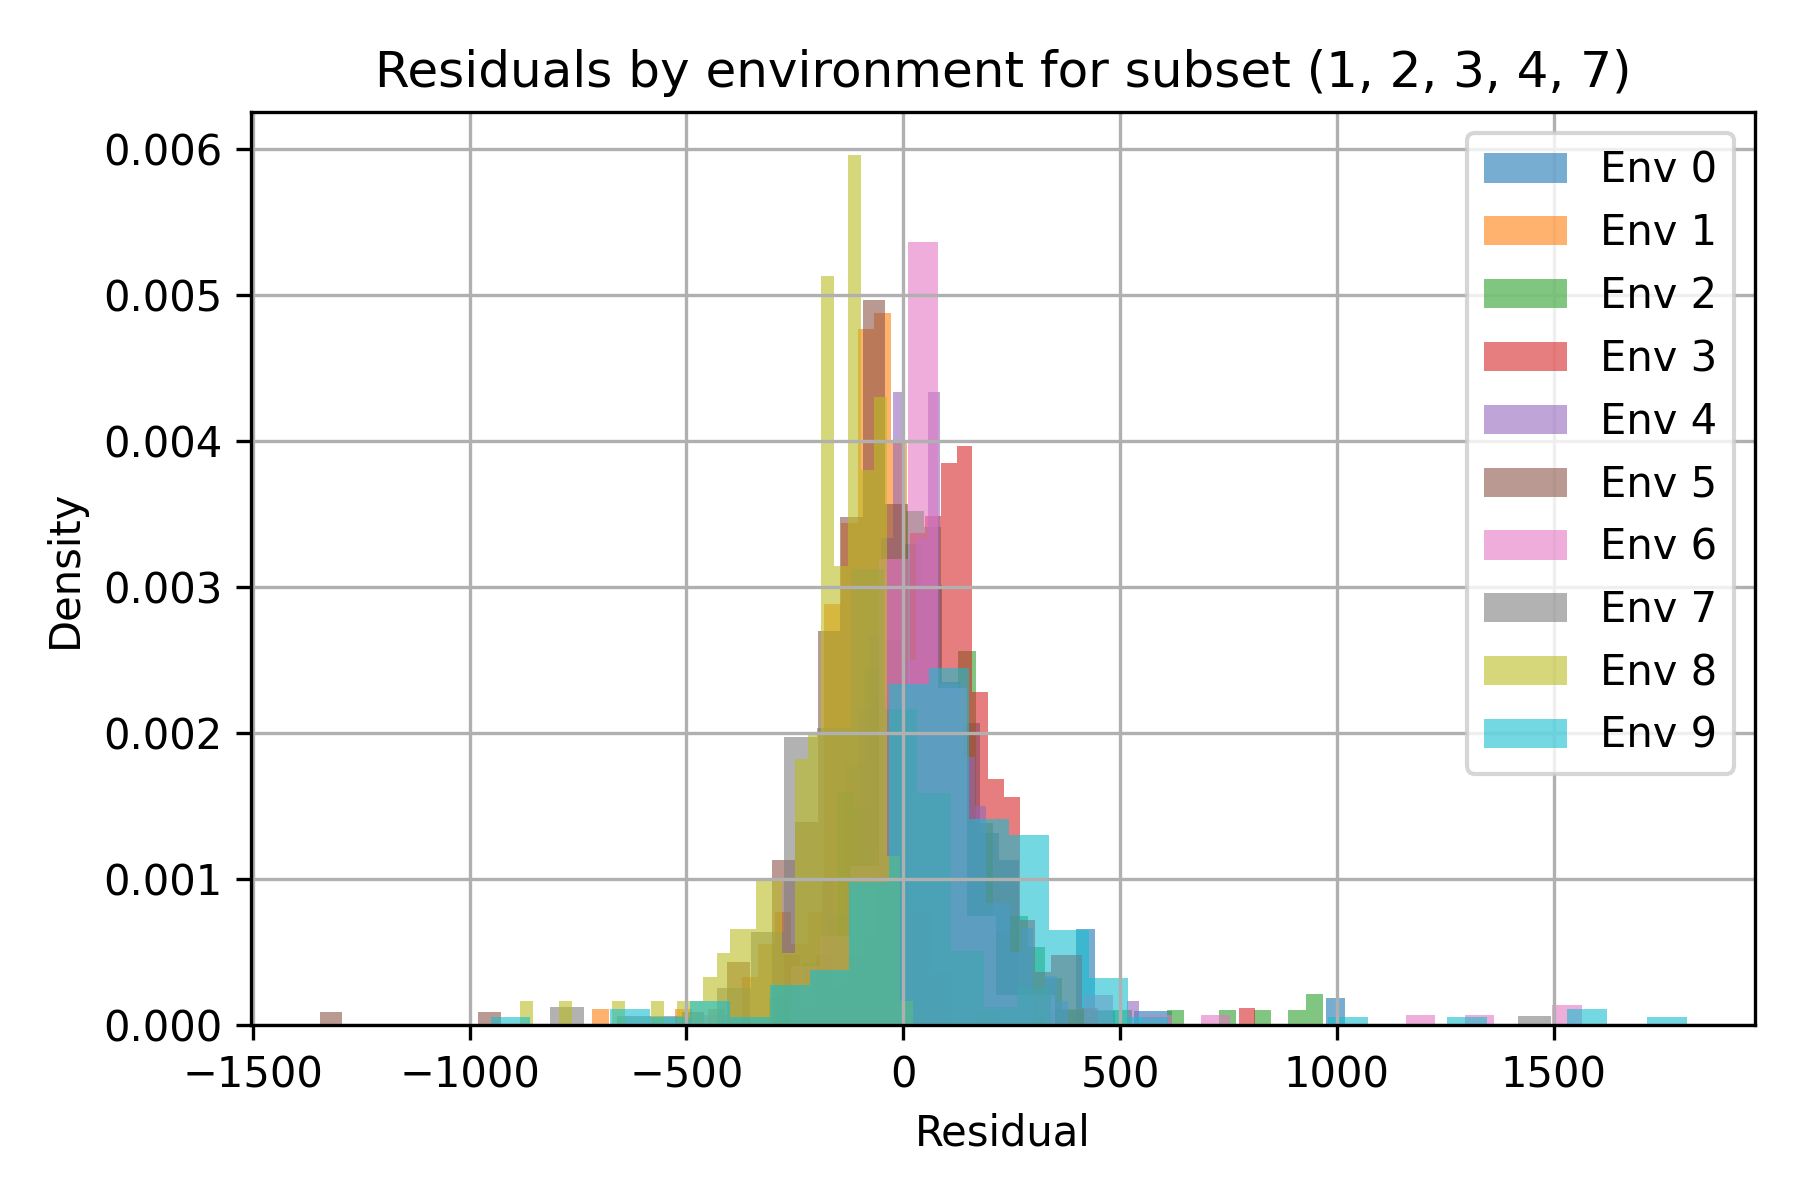 Residuals by environment for subset (1, 2, 3, 4, 7)
0.006
0.005
0.004
0.003
0.002
0.001
0.000
Density
−1500
−1000
−500
0
500
1000
1500
Residual
Env 0
Env 1
Env 2
Env 3
Env 4
Env 5
Env 6
Env 7
Env 8
Env 9